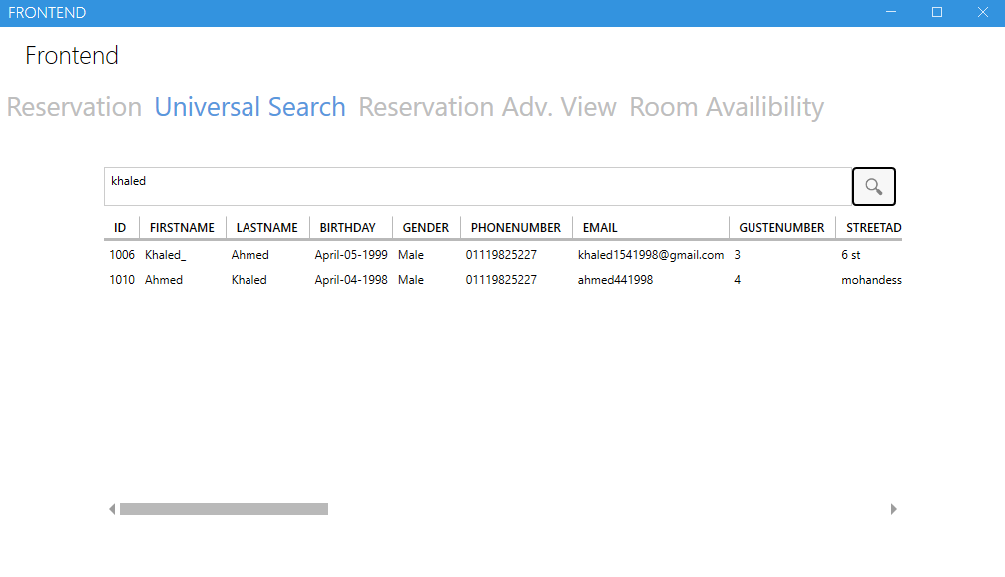 FRONTEND
Frontend
Reservation Universal Search Reservation Adv. View Room Availibility
khaled
ID FIRSTNAME LASTNAME BIRTHDAY GENDER PHONENUMBER EMAIL GUSTENUMBER STREETAD
1006 Khaled_ Ahmed April-05-1999 Male 01119825227 khaled1541998@gmail.com 3 6 st
1010 Ahmed Khaled April-04-1998 Male 01119825227 ahmed441998 4 mohandess